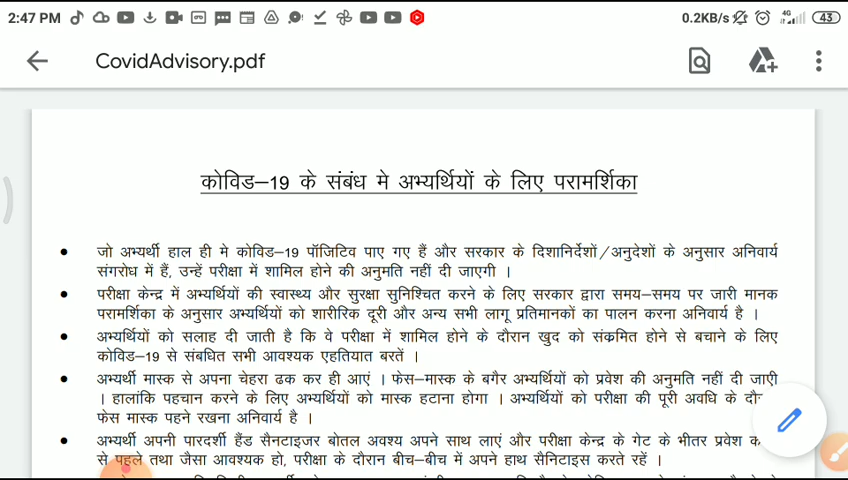 2:47 PM 0.2KB/s 4G 43
CovidAdvisory.pdf
कोविड–19 के संबंध मे अभ्यर्थियों के लिए परामर्शिका
• जो अभ्यर्थी हाल ही मे कोविड–19 पॉजिटिव पाए गए हैं और सरकार के दिशानिर्देशों/अनुदेशों के अनुसार अनिवार्य
संगरोध में हैं, उन्हें परीक्षा में शामिल होने की अनुमति नहीं दी जाएगी ।
• परीक्षा केन्द्र में अभ्यर्थियों की स्वास्थ्य और सुरक्षा सुनिश्चित करने के लिए सरकार द्वारा समय–समय पर जारी मानक
परामर्शिका के अनुसार अभ्यर्थियों को शारीरिक दूरी और अन्य सभी लागू प्रतिमानकों का पालन करना अनिवार्य है ।
• अभ्यर्थियों को सलाह दी जाती है कि वे परीक्षा में शामिल होने के दौरान खुद को संक्रमित होने से बचाने के लिए
कोविड–19 से संबधित सभी आवश्यक एहतियात बरतें ।
• अभ्यर्थी मास्क से अपना चेहरा ढक कर ही आएं । फेस–मास्क के बगैर अभ्यर्थियों को प्रवेश की अनुमति नहीं दी जाएी
। हालांकि पहचान करने के लिए अभ्यर्थियों को मास्क हटाना होगा । अभ्यर्थियों को परीक्षा की पूरी अवधि के
फेस मास्क पहने रखना अनिवार्य है ।
• अभ्यर्थी अपनी पारदर्शी हैंड सैनटाइजर बोतल अवश्य अपने साथ लाएं और परीक्षा केन्द्र के गेट के भीतर प्रवेश
से पहले तथा जैसा आवश्यक हो, परीक्षा के दौरान बीच–बीच में अपने हाथ सैनिटाइस करते रहें ।